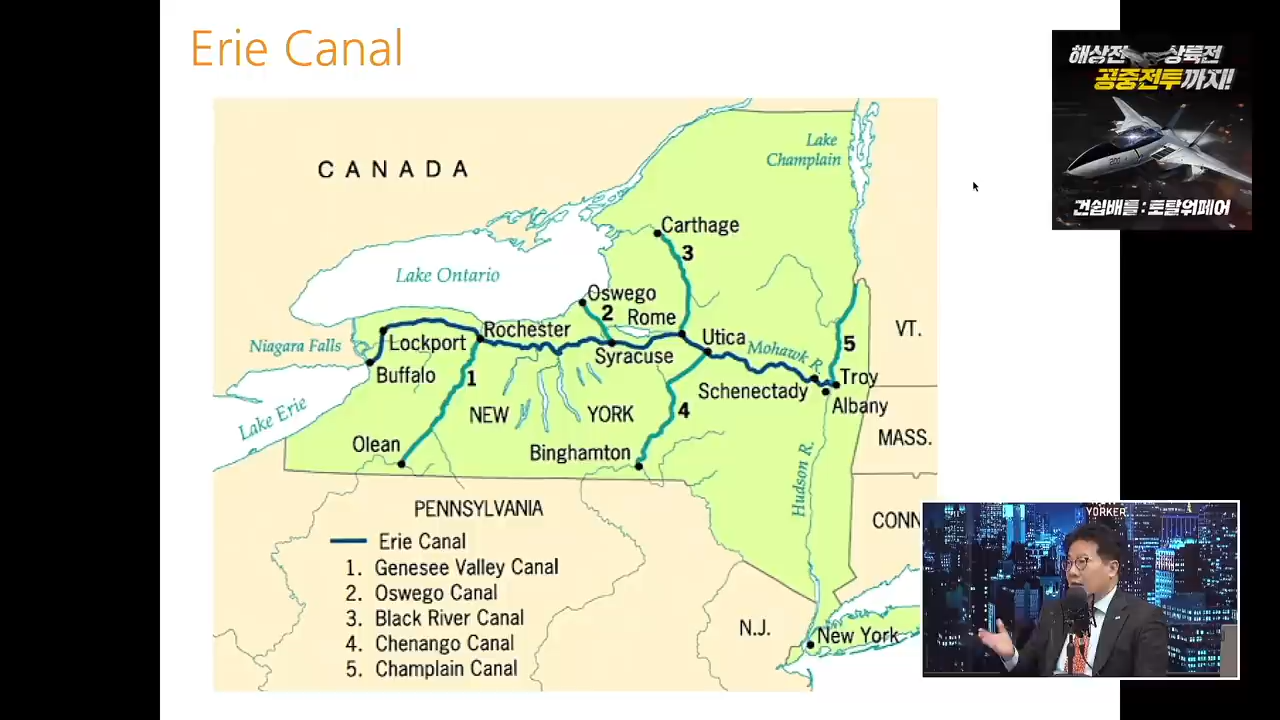 Erie Canal
해상전 상륙전
공중전투까지!
201
건쉽배틀 : 토탈워페어
CANADA
Lake
Champlain
Carthage
3
Lake Ontario
Oswego
2
Rome
Rochester
Utica
VT.
Niagara Falls
Lockport
Syracuse
Mohawk R.
5
Buffalo
1
Schenectady
Troy
Albany
Lake Erie
NEW YORK
4
MASS.
Olean
Binghamton
Hudson R.
PENNSYLVANIA
CONN
Erie Canal
1. Genesee Valley Canal
2. Oswego Canal
3. Black River Canal
4. Chenango Canal
5. Champlain Canal
N.J.
New York
YORKER